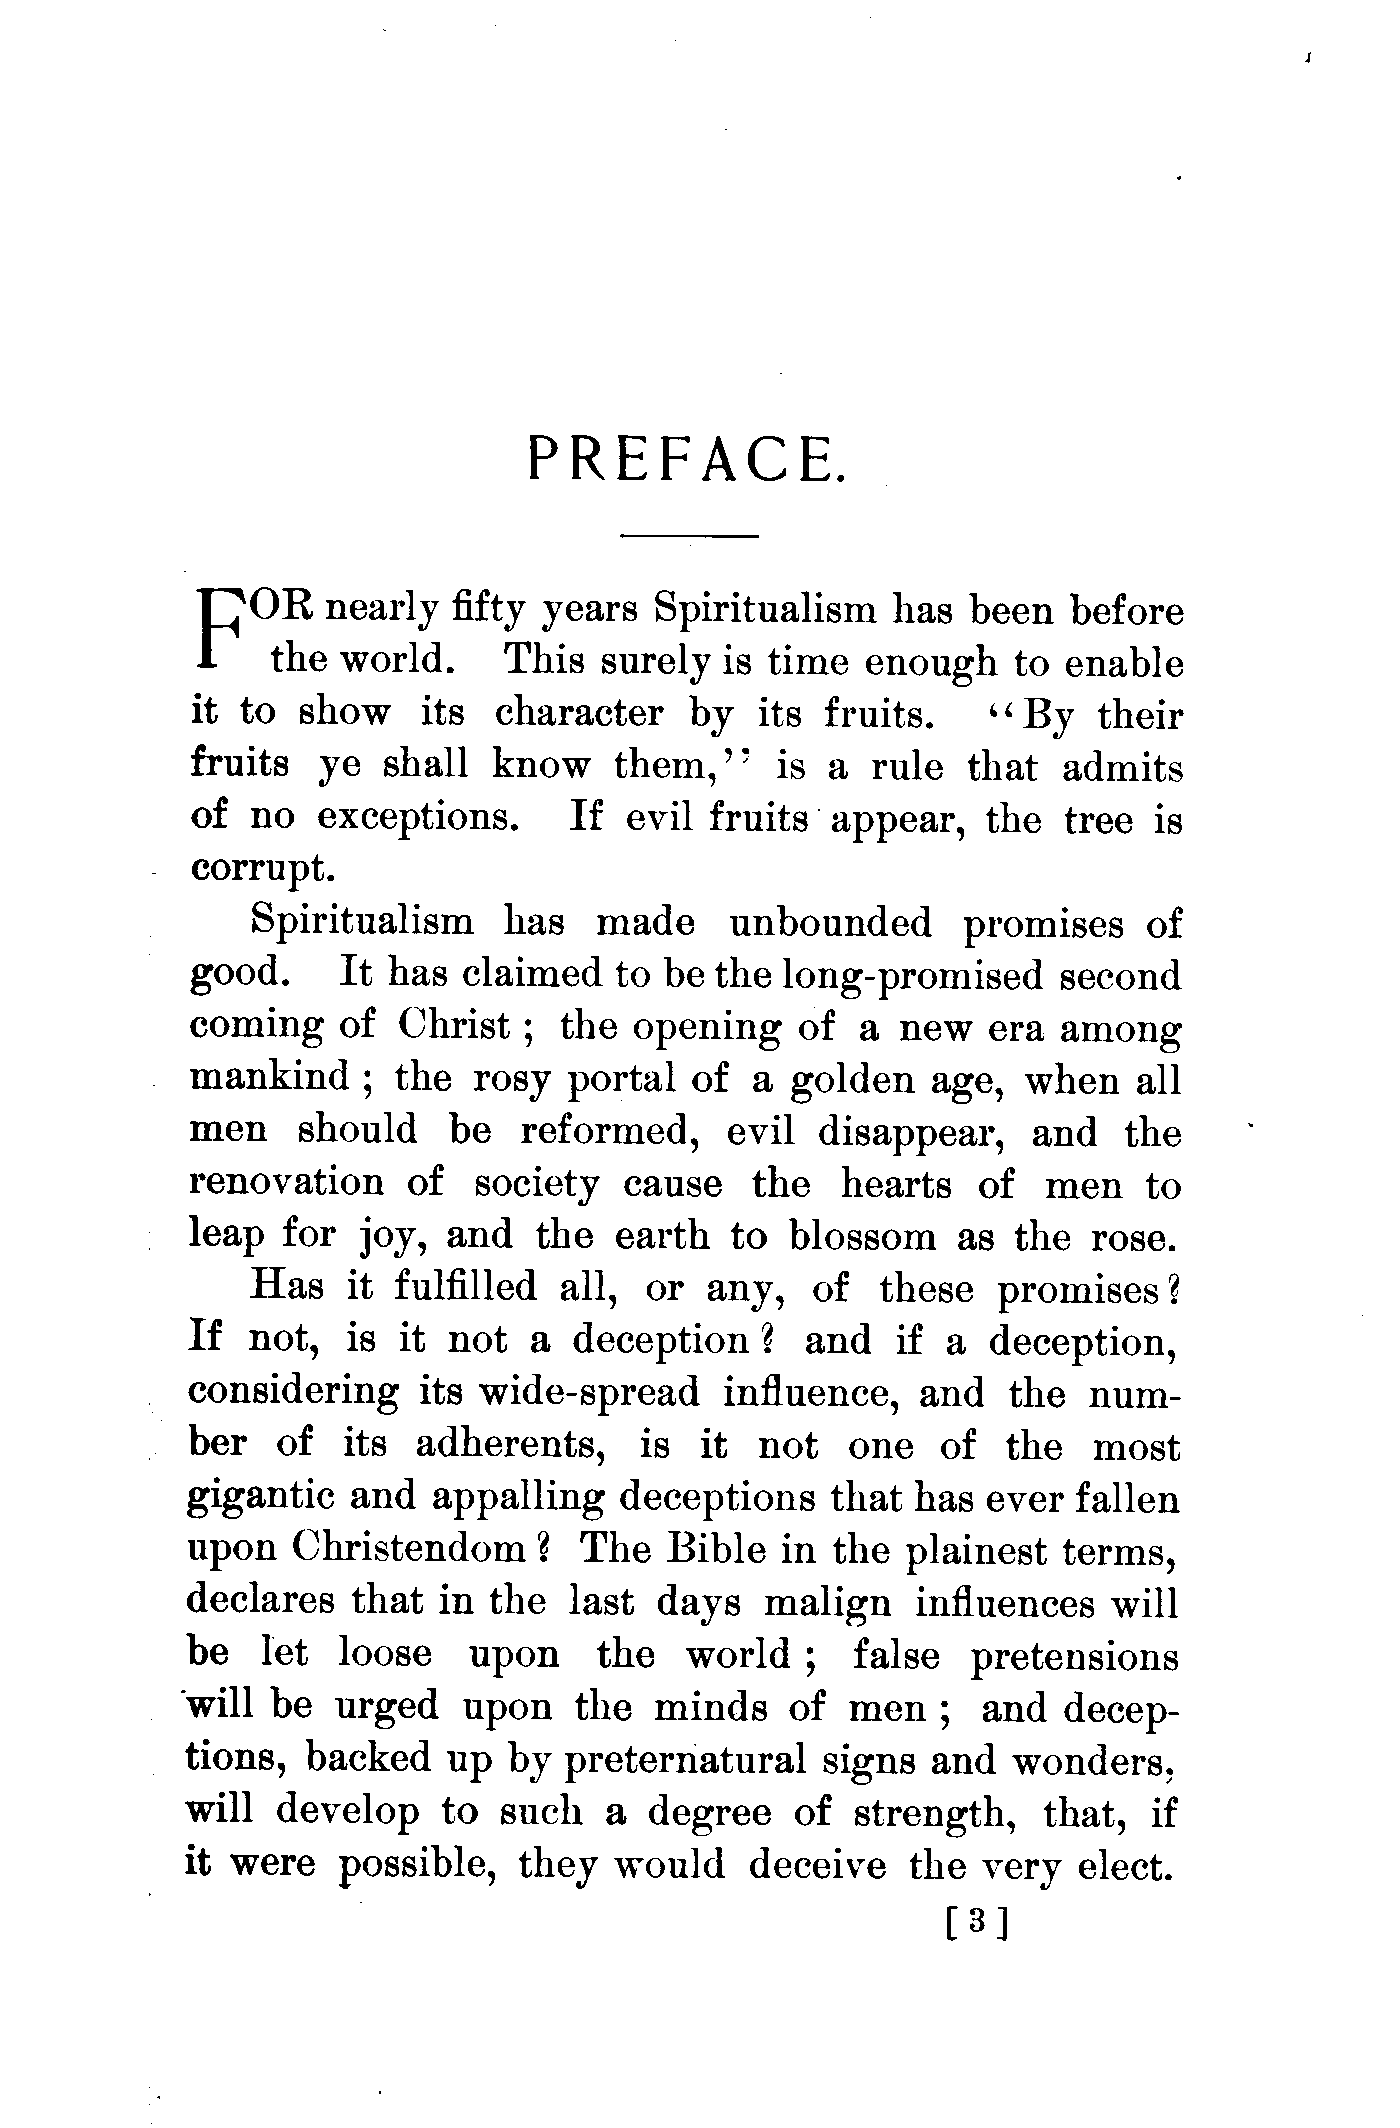 PREFACE.
FOR nearly fifty years Spiritualism has been before
the world. This surely is time enough to enable
it to show its character by its fruits. "By their
fruits ye shall know them," is a rule that admits
of no exceptions. If evil fruits appear, the tree is
corrupt.
Spiritualism has made unbounded promises of
good. It has claimed to be the long-promised second
coming of Christ; the opening of a new era among
mankind; the rosy portal of a golden age, when all
men should be reformed, evil disappear, and the
renovation of society cause the hearts of men to
leap for joy, and the earth to blossom as the rose.
Has it fulfilled all, or any, of these promises?
If not, is it not a deception? and if a deception,
considering its wide-spread influence, and the num-
ber of its adherents, is it not one of the most
gigantic and appalling deceptions that has ever fallen
upon Christendom? The Bible in the plainest terms,
declares that in the last days malign influences will
be let loose upon the world; false pretensions
will be urged upon the minds of men; and decep-
tions, backed up by preternatural signs and wonders,
will develop to such a degree of strength, that, if
it were possible, they would deceive the very elect.
[3]